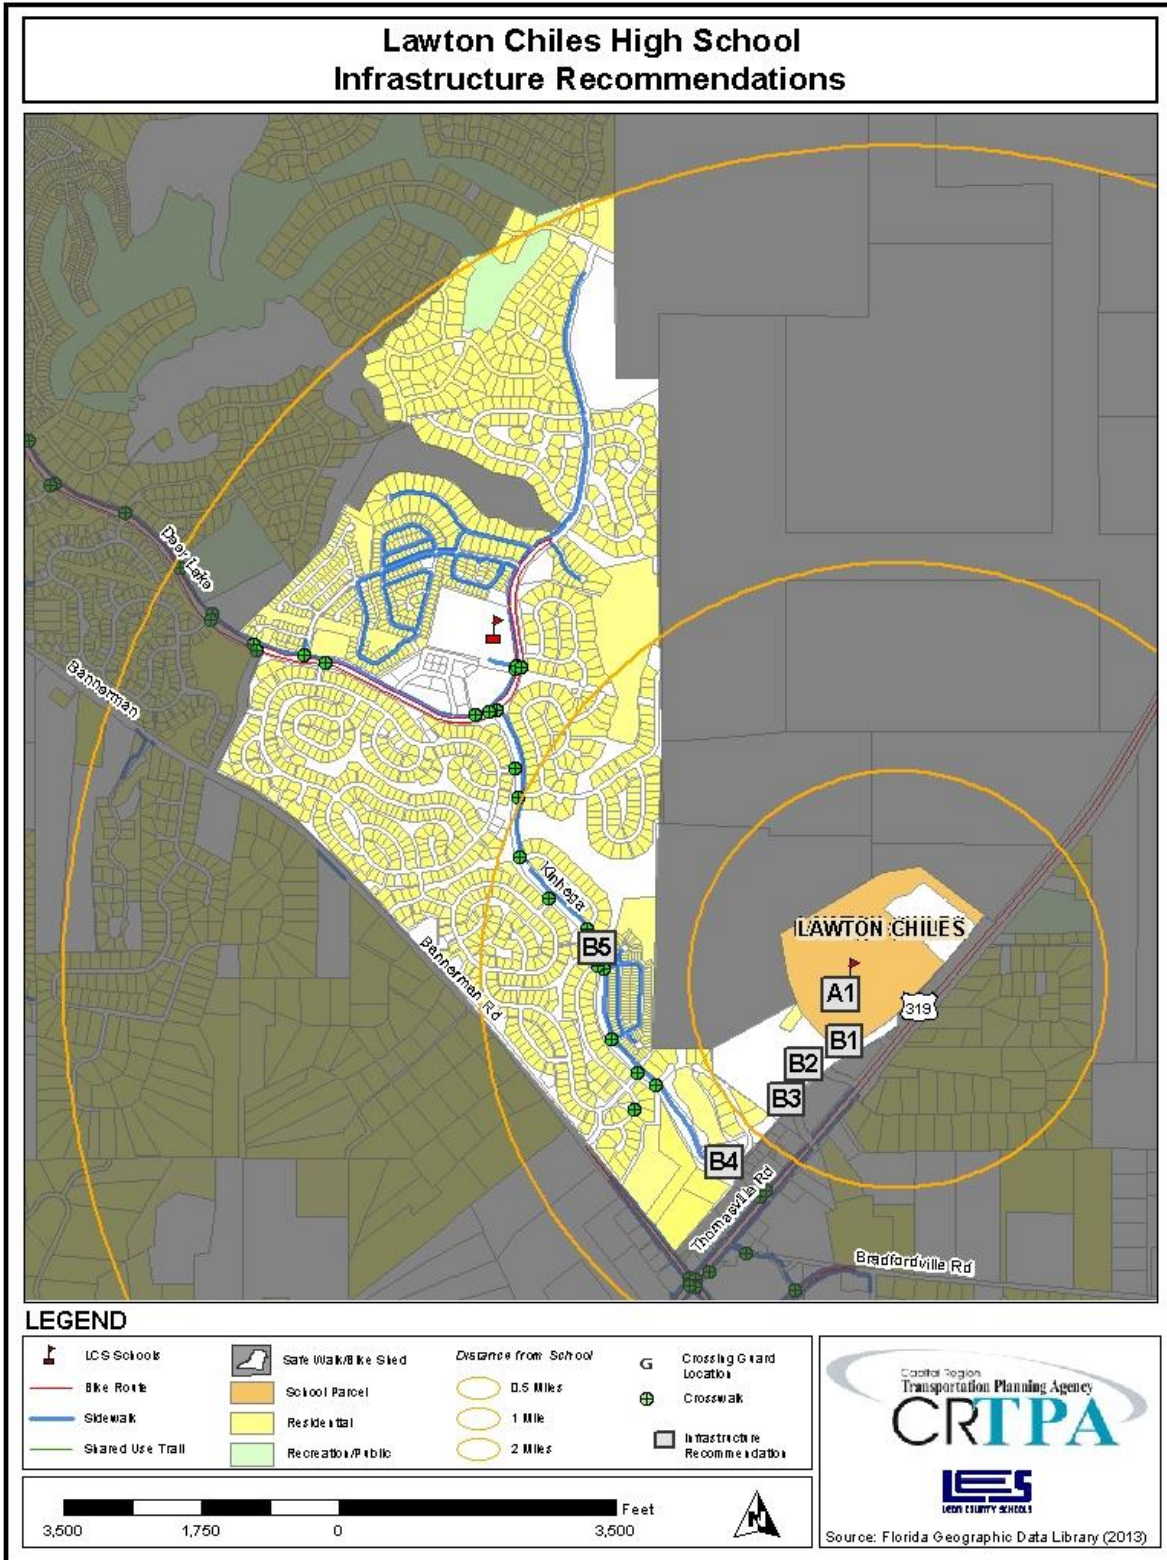 Lawton Chiles High School
Infrastructure Recommendations
Deer Lake
Bannerman
Kinhega
Bannerman Rd
B5
LAWTON CHILES
A1
319
B1
B2
B3
B4
Thomasville Rd
Bradfordville Rd
LEGEND
LCS Schools
Bike Route
Sidewalk
Shared Use Trail
Safe Walk/Bike Shed
School Parcel
Residential
Recreation/Public
Distance from School
0.5 Miles
1 Mile
2 Miles
G
Crossing Guard
Location
Crosswalk
Infrastructure
Recommendation
Feet
3,500
1,750
0
3,500
N
Capital Region
Transportation Planning Agency
CRTPA
LCS
LEON COUNTY SCHOOLS
Source: Florida Geographic Data Library (2013)